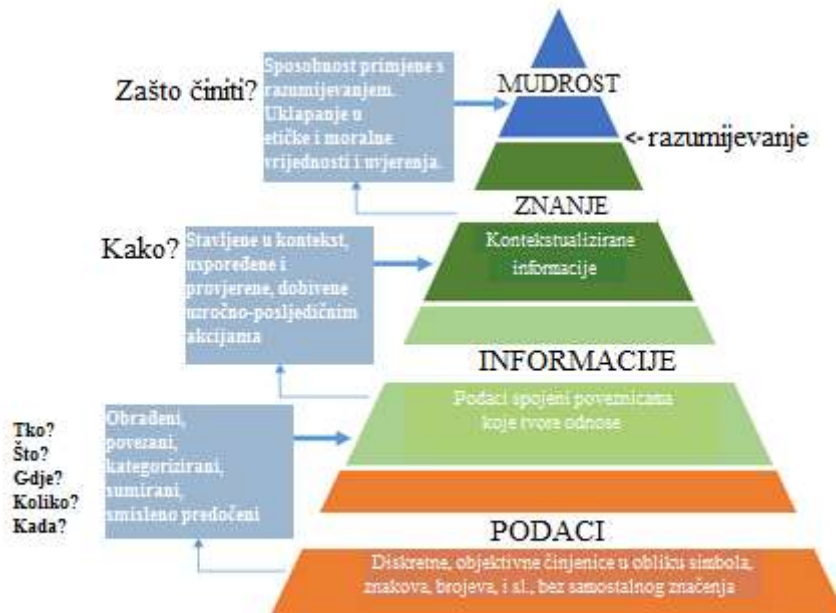 MUDROST
Zašto činiti?
Sposobnost primjene s
razumijevanjem.
Uklapanje u
etičke i moralne
vrijednosti i uvjerenja.
<- razumijevanje
ZNANJE
Kako?
Stavljene u kontekst,
uspoređene i
provjerene, dobivene
uzročno-posljedičnim
akcijama
Kontekstualizirane
informacije
INFORMACIJE
Podaci spojeni poveznicama
koje tvore odnose
Tko?
Što?
Gdje?
Koliko?
Kada?
Obrađeni,
povezani,
kategorizirani,
sumirani,
smisleno predočeni
PODACI
Diskretne, objektivne činjenice u obliku simbola,
znakova, brojeva, i sl., bez samostalnog značenja